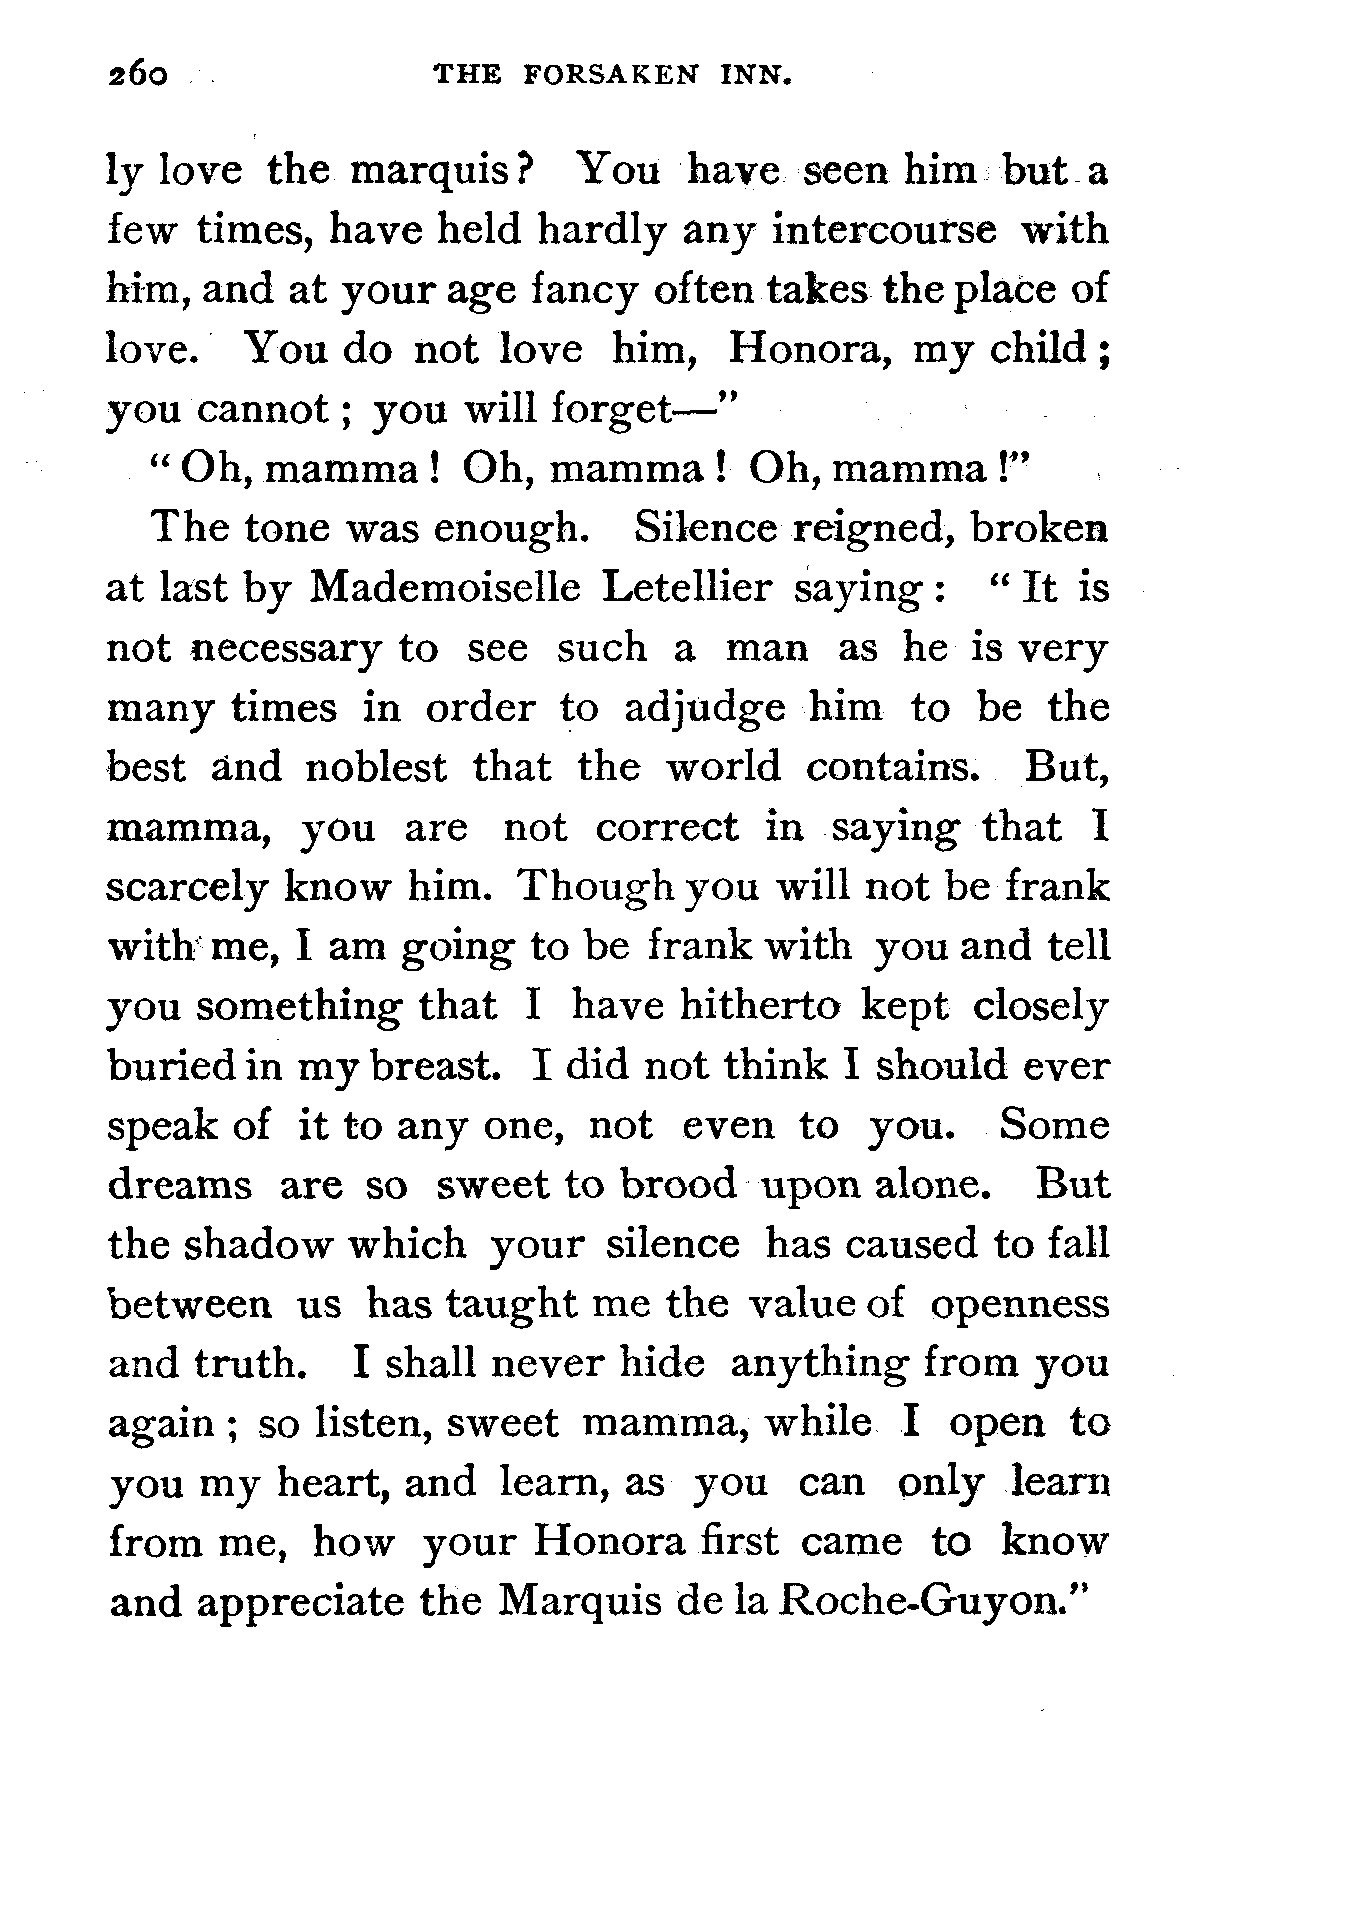 260 THE FORSAKEN INN.
ly love the marquis? You have seen him but a
few times, have held hardly any intercourse with
him, and at your age fancy often takes the place of
love. You do not love him, Honora, my child;
you cannot; you will forget—"
"Oh, mamma! Oh, mamma! Oh, mamma!"
The tone was enough. Silence reigned, broken
at last by Mademoiselle Letellier saying: "It is
not necessary to see such a man as he is very
many times in order to adjudge him to be the
best and noblest that the world contains. But,
mamma, you are not correct in saying that I
scarcely know him. Though you will not be frank
with me, I am going to be frank with you and tell
you something that I have hitherto kept closely
buried in my breast. I did not think I should ever
speak of it to any one, not even to you. Some
dreams are so sweet to brood upon alone. But
the shadow which your silence has caused to fall
between us has taught me the value of openness
and truth. I shall never hide anything from you
again; so listen, sweet mamma, while I open to
you my heart, and learn, as you can only learn
from me, how your Honora first came to know
and appreciate the Marquis de la Roche-Guyon."